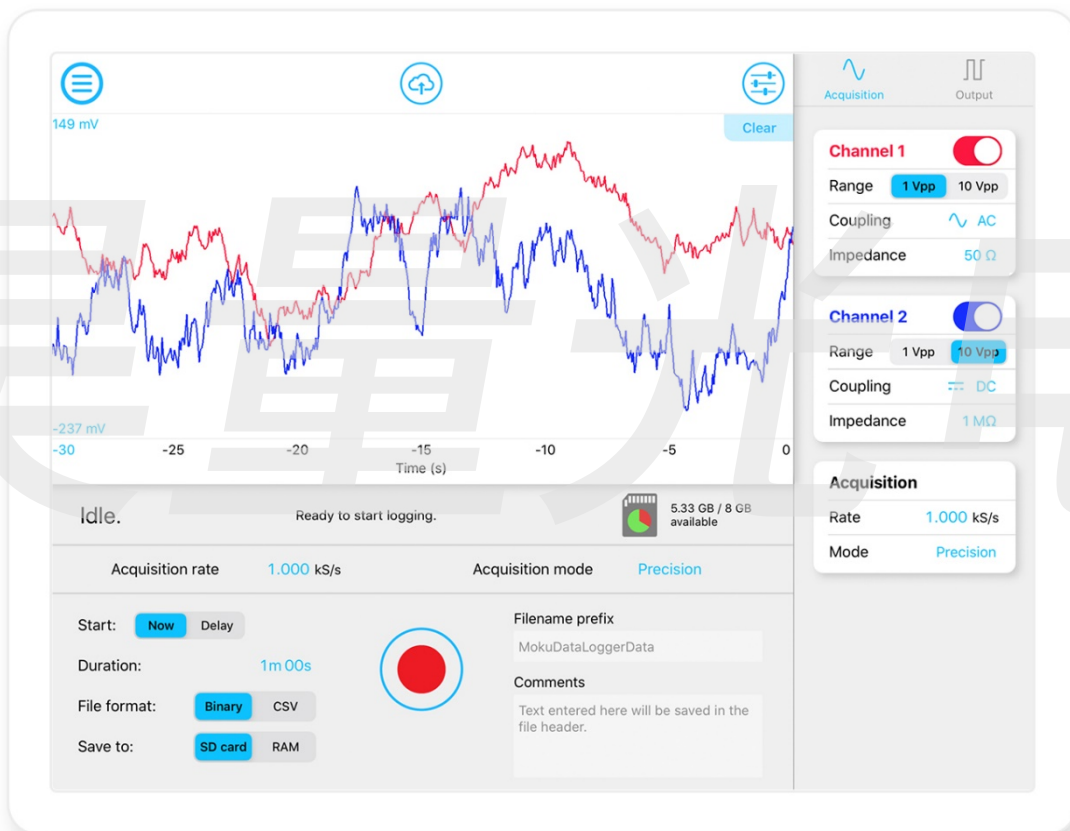 Acquisition
Output
149 mV
Clear
-237 mV
-30
-25
-20
-15
-10
-5
0
Time (s)
Channel 1
Range 1 Vpp 10 Vpp
Coupling AC
Impedance 50 Ω
Channel 2
Range 1 Vpp 10 Vpp
Coupling DC
Impedance 1 MΩ
Acquisition
Rate 1.000 kS/s
Mode Precision
Idle.
Ready to start logging.
5.33 GB / 8 GB
available
Acquisition rate 1.000 kS/s
Acquisition mode Precision
Start: Now Delay
Duration: 1m 00s
File format: Binary CSV
Save to: SD card RAM
Filename prefix
MokuDataLoggerData
Comments
Text entered here will be saved in the
file header.